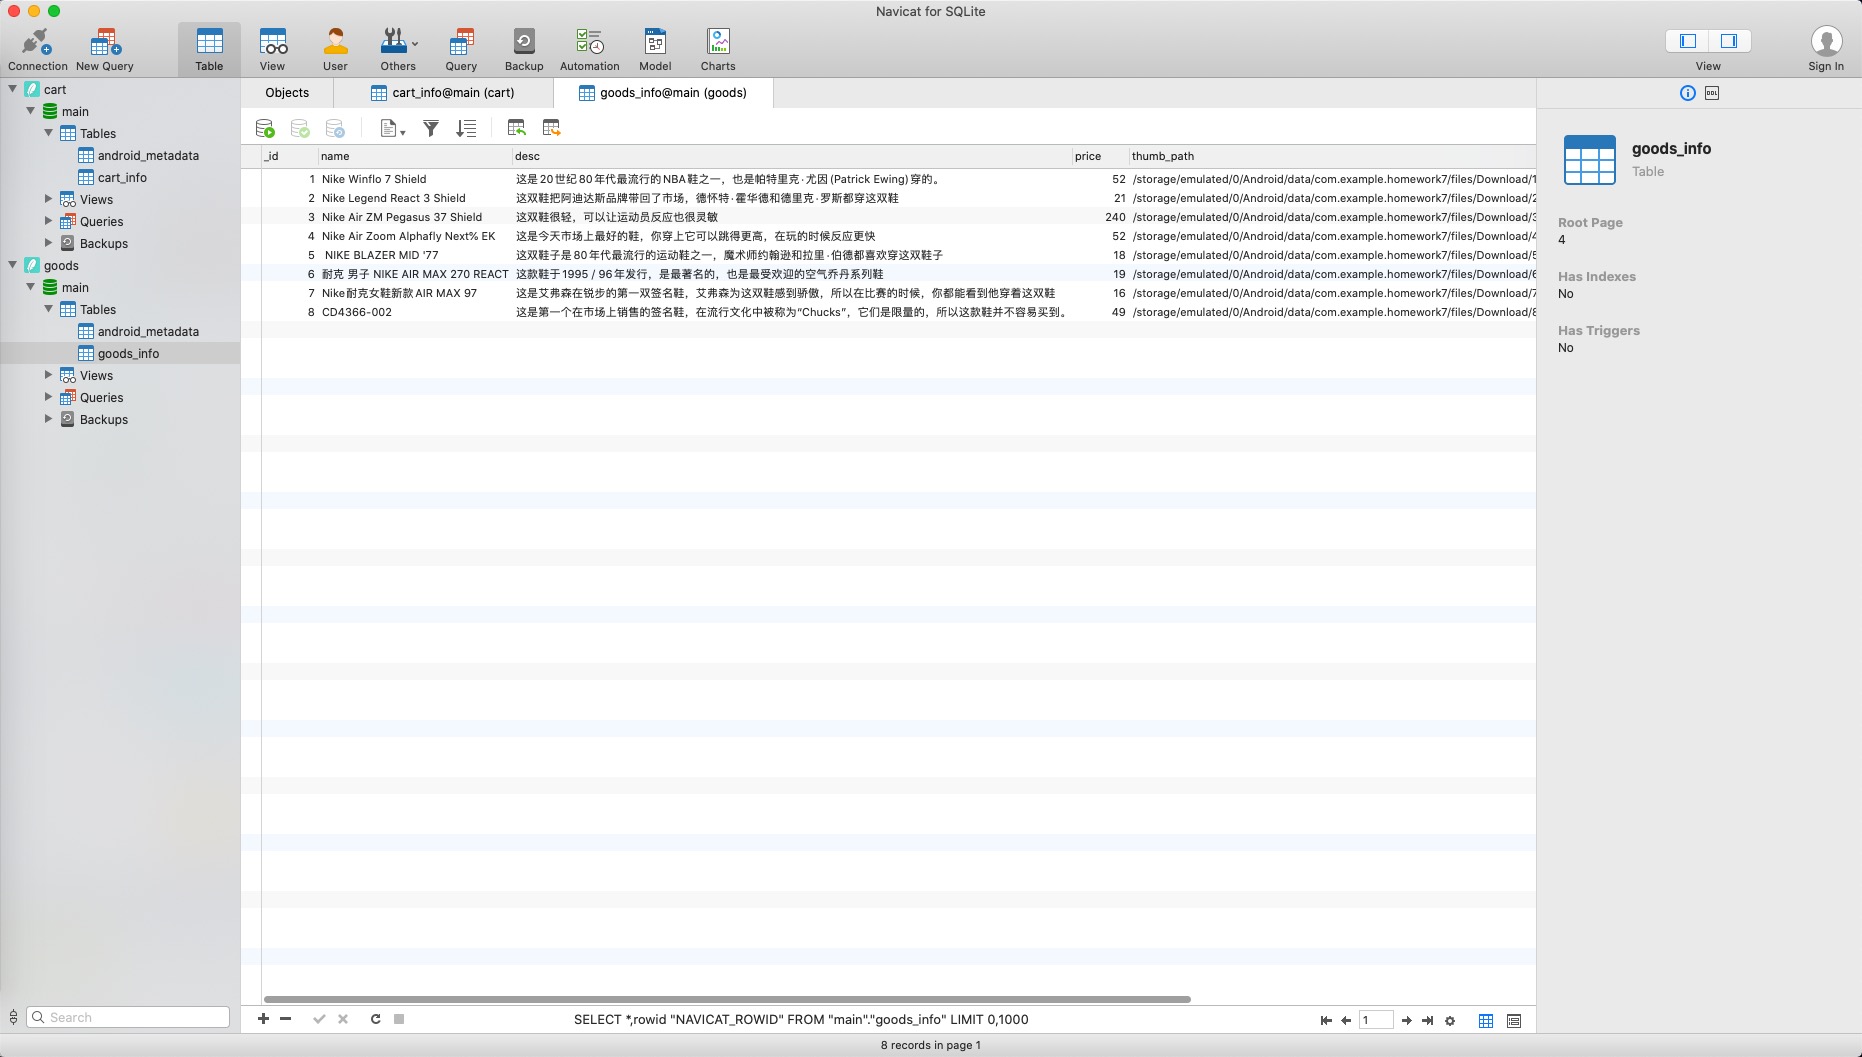 Navicat for SQLite
Connection New Query Table View User Others Query Backup Automation Model Charts View Sign In
cart
main
Tables
android_metadata
cart_info
Views
Queries
Backups
goods
main
Tables
android_metadata
goods_info
Views
Queries
Backups
Search
Objects cart_info@main (cart) goods_info@main (goods)
_id name desc price thumb_path
1 Nike Winflo 7 Shield 这是20世纪80年代最流行的NBA鞋之一，也是帕特里克·尤因(Patrick Ewing)穿的。 52 /storage/emulated/0/Android/data/com.example.homework7/files/Download/1
2 Nike Legend React 3 Shield 这双鞋把阿迪达斯品牌带回了市场，德怀特·霍华德和德里克·罗斯都穿这双鞋 21 /storage/emulated/0/Android/data/com.example.homework7/files/Download/2
3 Nike Air ZM Pegasus 37 Shield 这双鞋很轻，可以让运动员反应也很灵敏 240 /storage/emulated/0/Android/data/com.example.homework7/files/Download/3
4 Nike Air Zoom Alphafly Next% EK 这是今天市场上最好的鞋，你穿上它可以跳得更高，在玩的时候反应更快 52 /storage/emulated/0/Android/data/com.example.homework7/files/Download/4
5 NIKE BLAZER MID '77 这双鞋子是80年代最流行的运动鞋之一，魔术师约翰逊和拉里·伯德都喜欢穿这双鞋子 18 /storage/emulated/0/Android/data/com.example.homework7/files/Download/5
6 耐克 男子 NIKE AIR MAX 270 REACT 这款鞋于1995 / 96年发行，是最著名的，也是最受欢迎的空气乔丹系列鞋 19 /storage/emulated/0/Android/data/com.example.homework7/files/Download/6
7 Nike耐克女鞋新款AIR MAX 97 这是艾弗森在锐步的第一双签名鞋，艾弗森为这双鞋感到骄傲，所以在比赛的时候，你都能看到他穿着这双鞋 16 /storage/emulated/0/Android/data/com.example.homework7/files/Download/7
8 CD4366-002 这是第一个在市场上销售的签名鞋，在流行文化中被称为“Chucks”，它们是限量的，所以这款鞋并不容易买到。 49 /storage/emulated/0/Android/data/com.example.homework7/files/Download/8
SELECT *,rowid "NAVICAT_ROWID" FROM "main"."goods_info" LIMIT 0,1000
1
8 records in page 1
DDL
goods_info
Table
Root Page
4
Has Indexes
No
Has Triggers
No